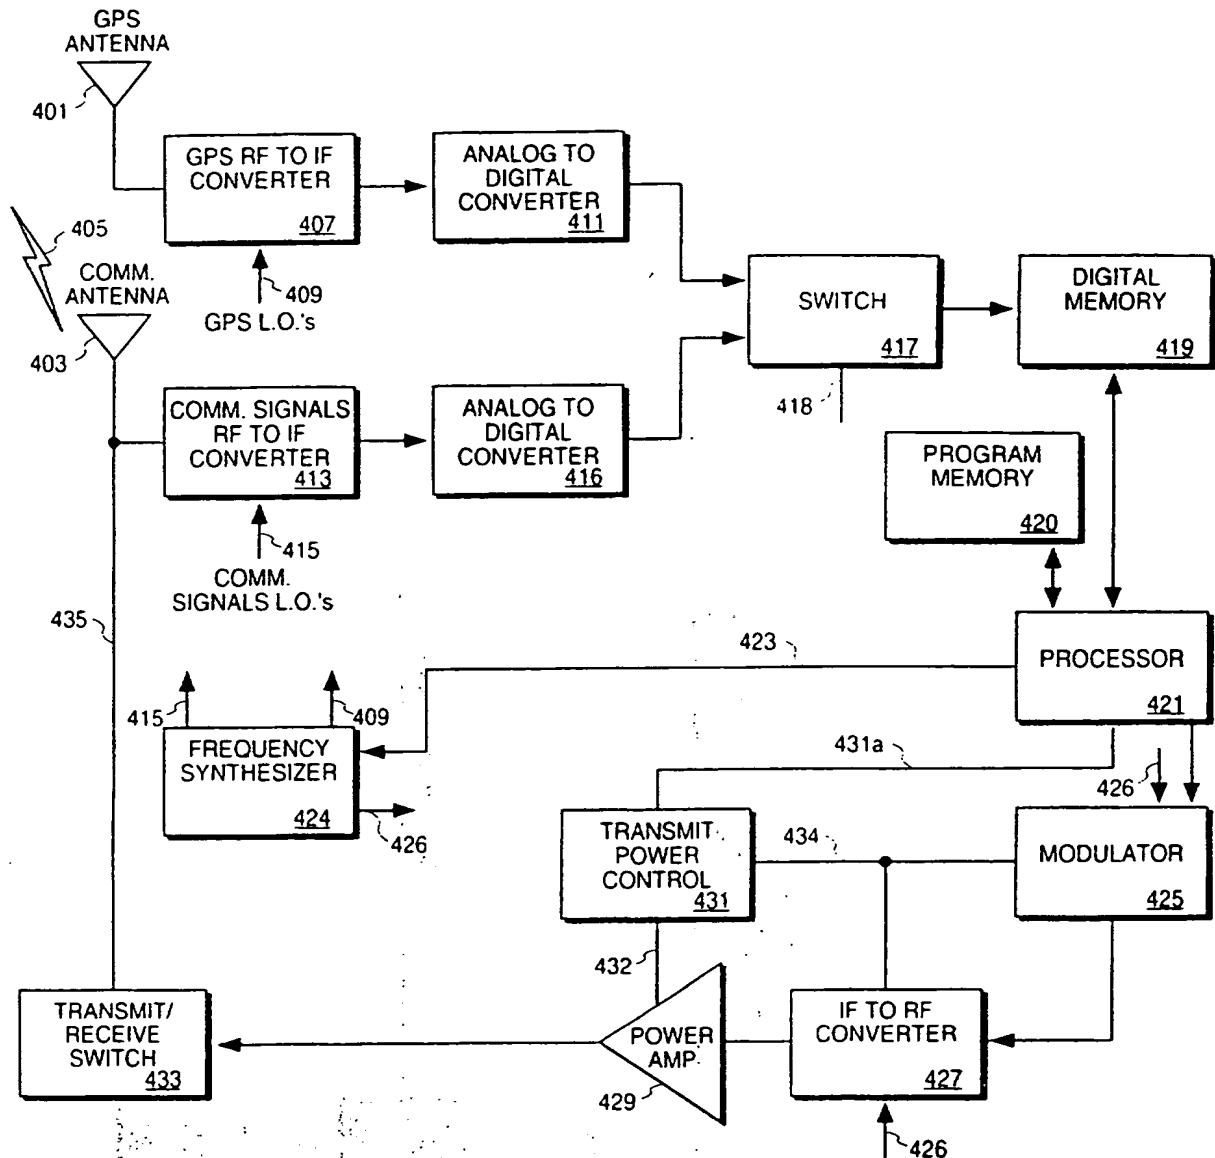 GPS
ANTENNA
401
GPS RF TO IF
CONVERTER
407
ANALOG TO
DIGITAL
CONVERTER
411
405
409
GPS L.O.'s
COMM.
ANTENNA
403
SWITCH
417
418
DIGITAL
MEMORY
419
COMM. SIGNALS
RF TO IF
CONVERTER
413
ANALOG TO
DIGITAL
CONVERTER
416
PROGRAM
MEMORY
420
415
COMM.
SIGNALS L.O.'s
435
423
PROCESSOR
421
415
409
FREQUENCY
SYNTHESIZER
424
426
431a
426
TRANSMIT
POWER
CONTROL
431
434
MODULATOR
425
432
TRANSMIT/
RECEIVE
SWITCH
433
POWER
AMP.
429
IF TO RF
CONVERTER
427
426